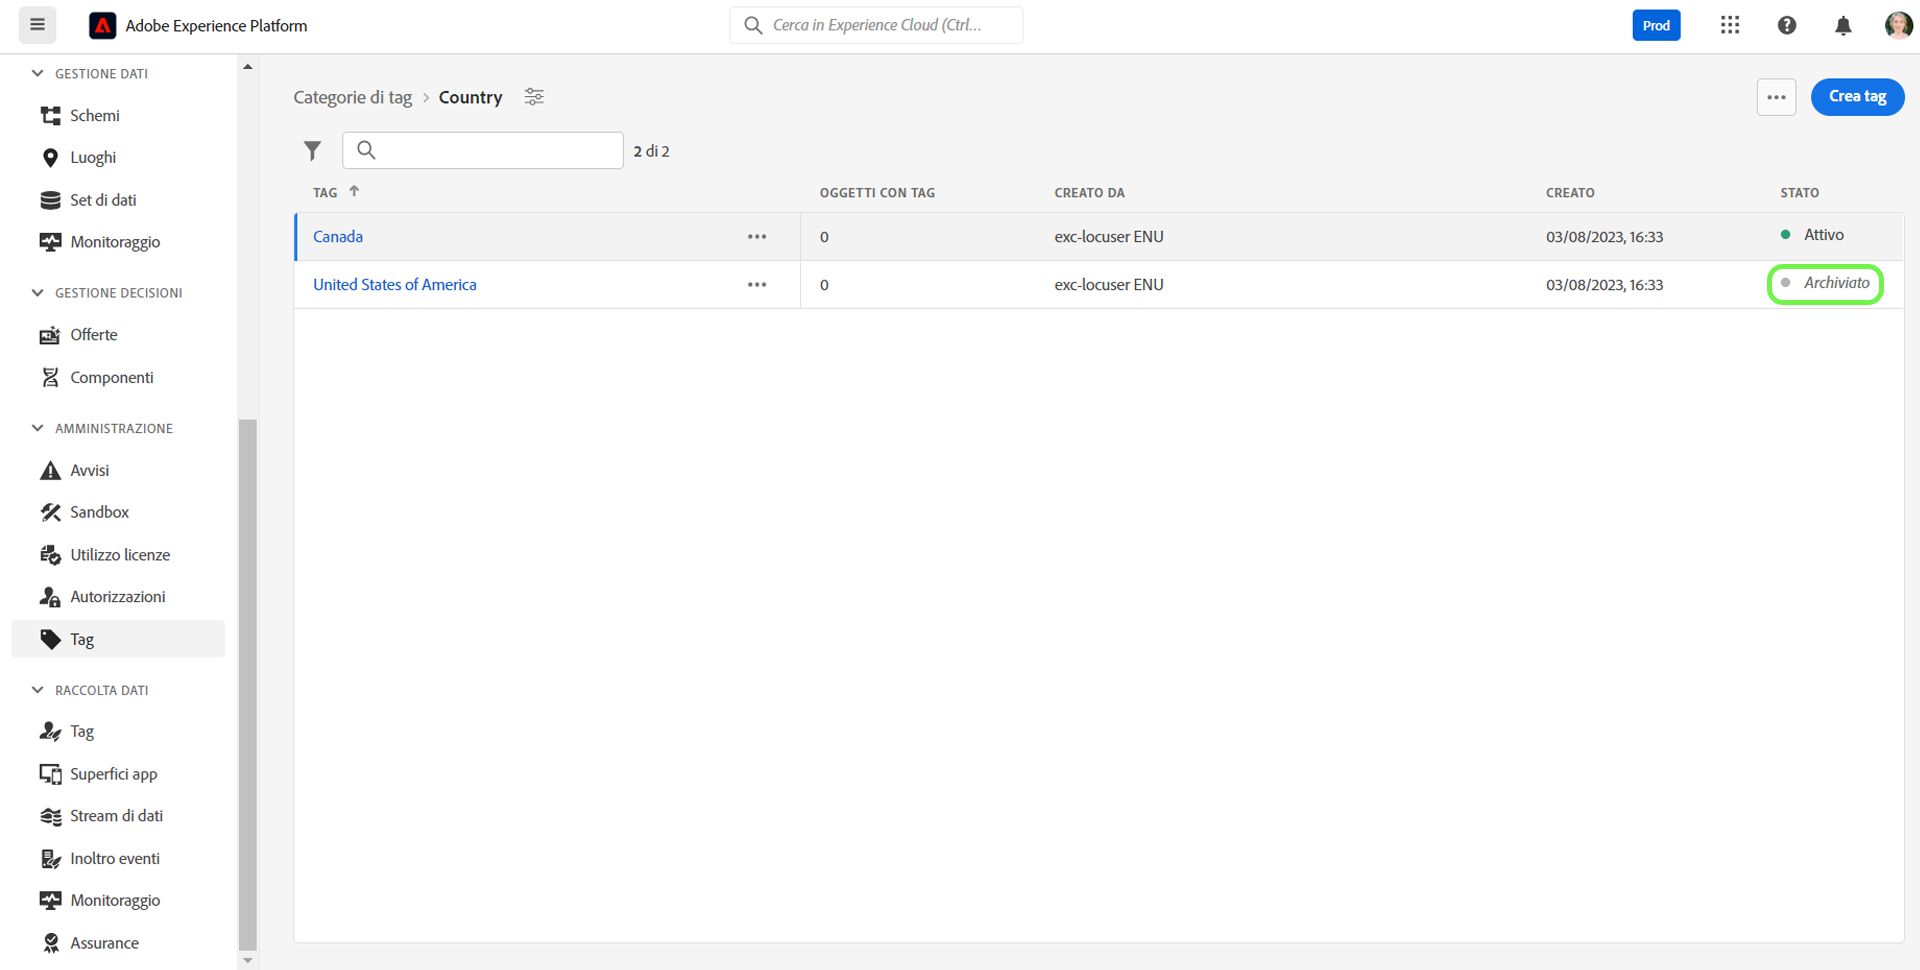 Adobe Experience Platform
Cerca in Experience Cloud (Ctrl...
Prod
GESTIONE DATI
Schemi
Luoghi
Set di dati
Monitoraggio
GESTIONE DECISIONI
Offerte
Componenti
AMMINISTRAZIONE
Avvisi
Sandbox
Utilizzo licenze
Autorizzazioni
Tag
RACCOLTA DATI
Tag
Superfici app
Stream di dati
Inoltro eventi
Monitoraggio
Assurance
Categorie di tag > Country
Crea tag
2 di 2
TAG OGGETTI CON TAG CREATO DA CREATO STATO
Canada 0 exc-locuser ENU 03/08/2023, 16:33 Attivo
United States of America 0 exc-locuser ENU 03/08/2023, 16:33 Archiviato